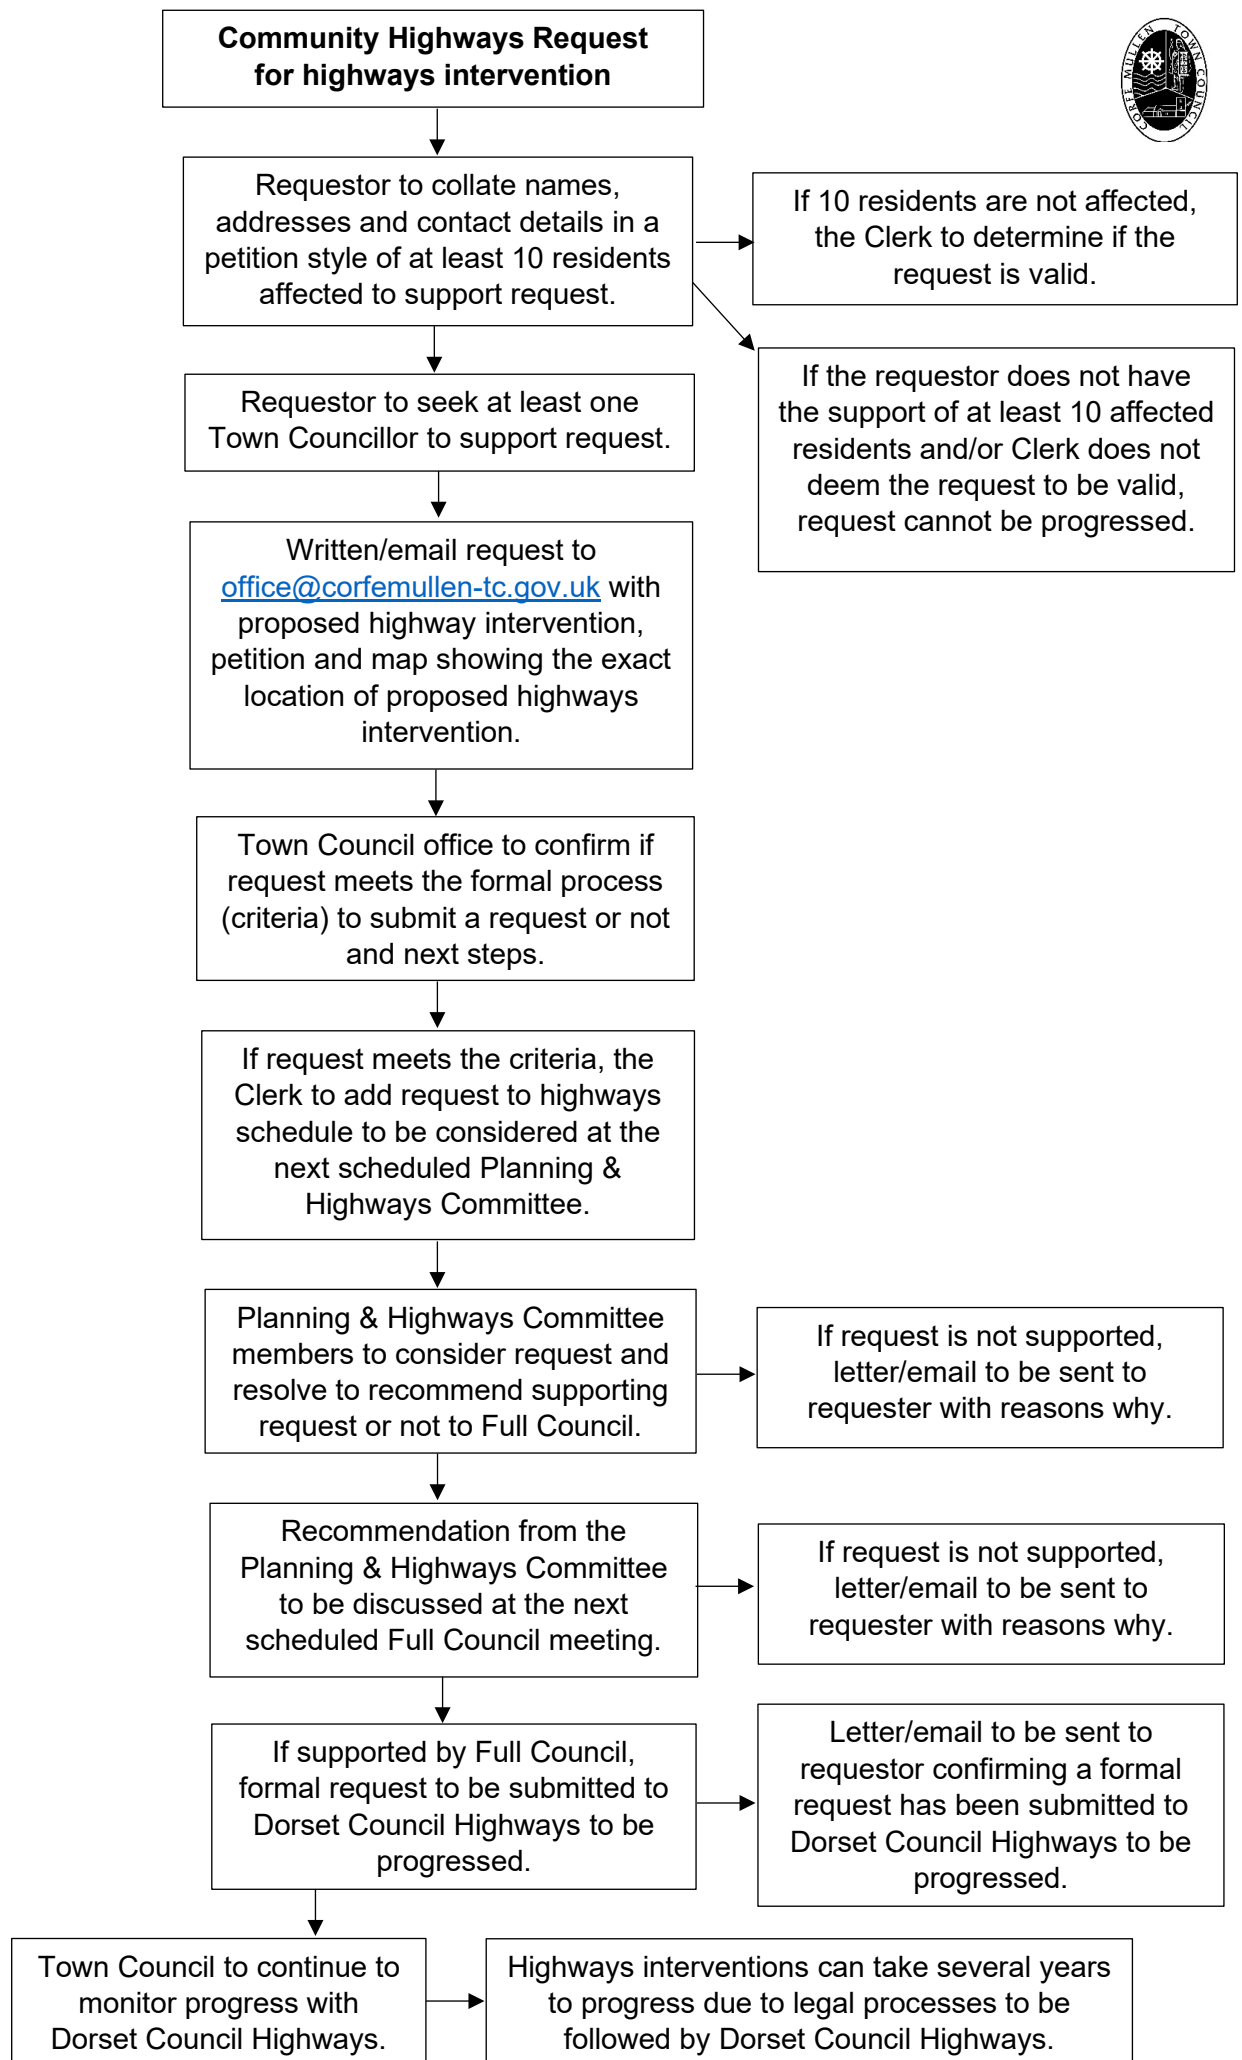 Community Highways Request
for highways intervention
CORFE MULLEN TOWN COUNCIL
Requestor to collate names,
addresses and contact details in a
petition style of at least 10 residents
affected to support request.
If 10 residents are not affected,
the Clerk to determine if the
request is valid.
If the requestor does not have
the support of at least 10 affected
residents and/or Clerk does not
deem the request to be valid,
request cannot be progressed.
Requestor to seek at least one
Town Councillor to support request.
Written/email request to
office@corfemullen-tc.gov.uk with
proposed highway intervention,
petition and map showing the exact
location of proposed highways
intervention.
Town Council office to confirm if
request meets the formal process
(criteria) to submit a request or not
and next steps.
If request meets the criteria, the
Clerk to add request to highways
schedule to be considered at the
next scheduled Planning &
Highways Committee.
Planning & Highways Committee
members to consider request and
resolve to recommend supporting
request or not to Full Council.
If request is not supported,
letter/email to be sent to
requester with reasons why.
Recommendation from the
Planning & Highways Committee
to be discussed at the next
scheduled Full Council meeting.
If request is not supported,
letter/email to be sent to
requester with reasons why.
If supported by Full Council,
formal request to be submitted to
Dorset Council Highways to be
progressed.
Letter/email to be sent to
requestor confirming a formal
request has been submitted to
Dorset Council Highways to be
progressed.
Town Council to continue to
monitor progress with
Dorset Council Highways.
Highways interventions can take several years
to progress due to legal processes to be
followed by Dorset Council Highways.